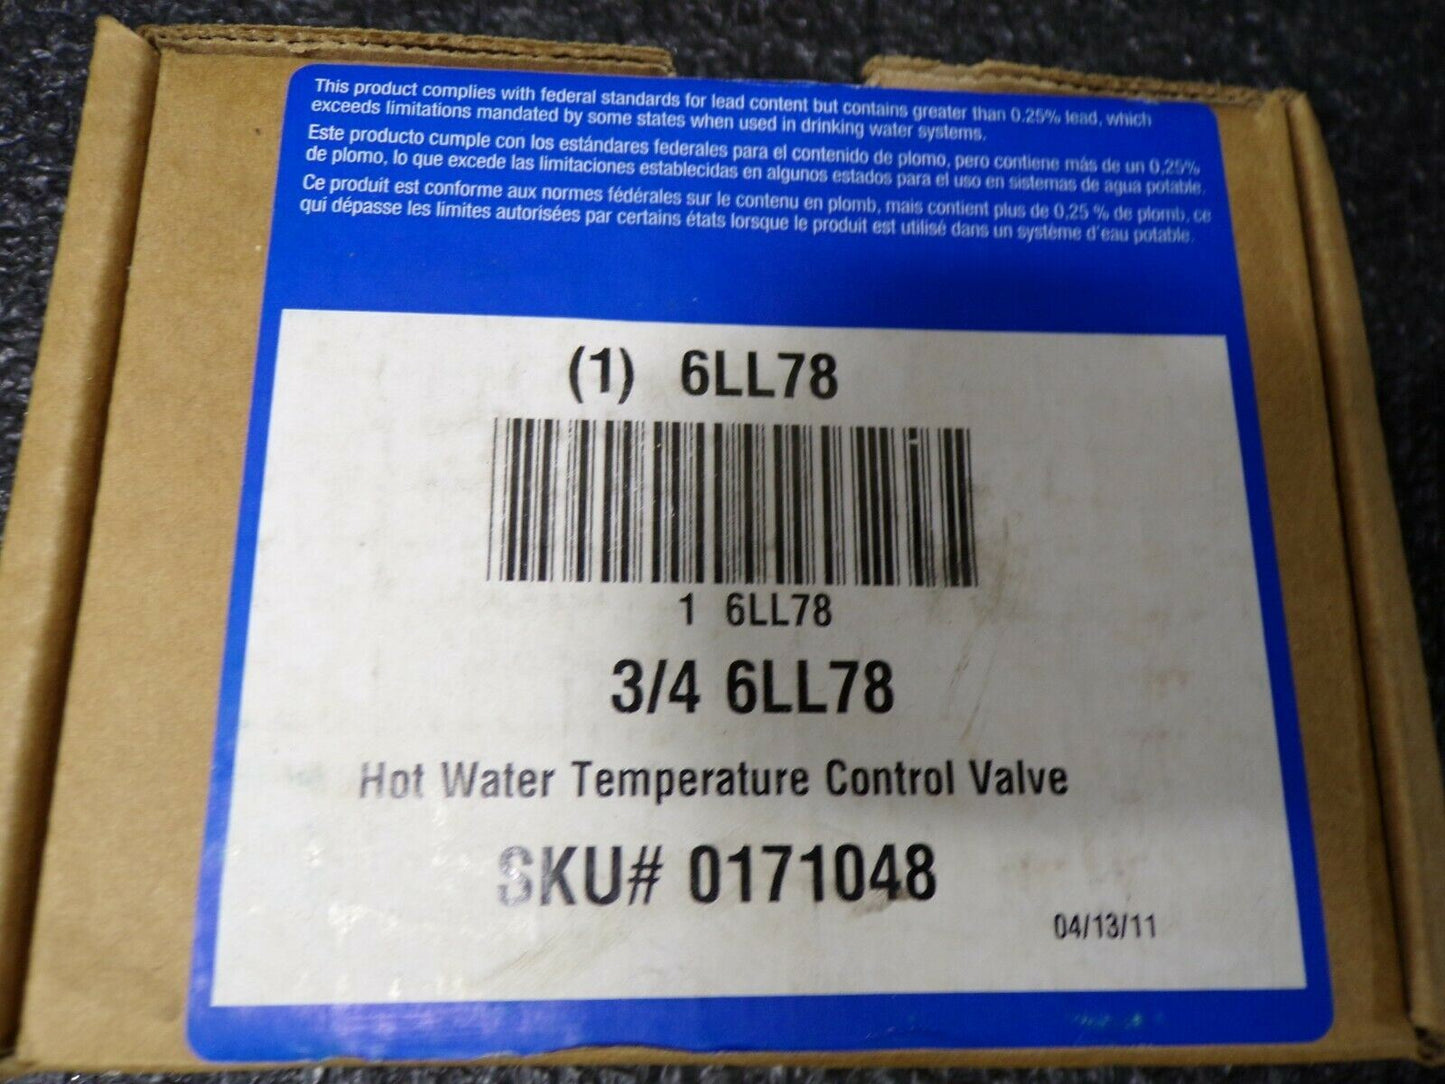 This product complies with federal standards for lead content but contains greater than 0.25% lead, which
exceeds limitations mandated by some states when used in drinking water systems.
Este producto cumple con los estándares federales para el contenido de plomo, pero contiene más de un 0,25%
de plomo, lo que excede las limitaciones establecidas en algunos estados para el uso en sistemas de agua potable.
Ce produit est conforme aux normes fédérales sur le contenu en plomb, mais contient plus de 0,25 % de plomb, ce
qui dépasse les limites autorisées par certains états lorsque le produit est utilisé dans un système d'eau potable.
(1) 6LL78
1 6LL78
3/4 6LL78
Hot Water Temperature Control Valve
SKU# 0171048
04/13/11